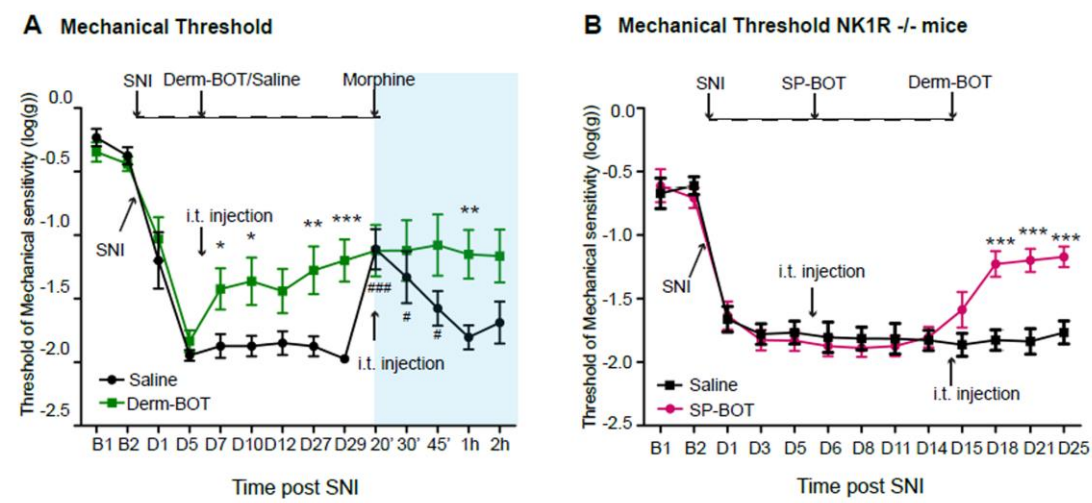 A Mechanical Threshold
SNI Derm-BOT/Saline Morphine
Threshold of Mechanical sensitivity (log(g))
0.0
-0.5
-1.0
-1.5
-2.0
-2.5
SNI
i.t. injection
* * ** *** **
###
#
#
i.t. injection
Saline
Derm-BOT
B1 B2 D1 D5 D7 D10 D12 D27 D29 20' 30' 45' 1h 2h
Time post SNI
B Mechanical Threshold NK1R -/- mice
SNI SP-BOT Derm-BOT
Threshold of Mechanical sensitivity (log(g))
0.0
-0.5
-1.0
-1.5
-2.0
-2.5
SNI
i.t. injection
*** *** ***
i.t. injection
Saline
SP-BOT
B1 B2 D1 D3 D5 D6 D8 D11 D14 D15 D18 D21 D25
Time post SNI